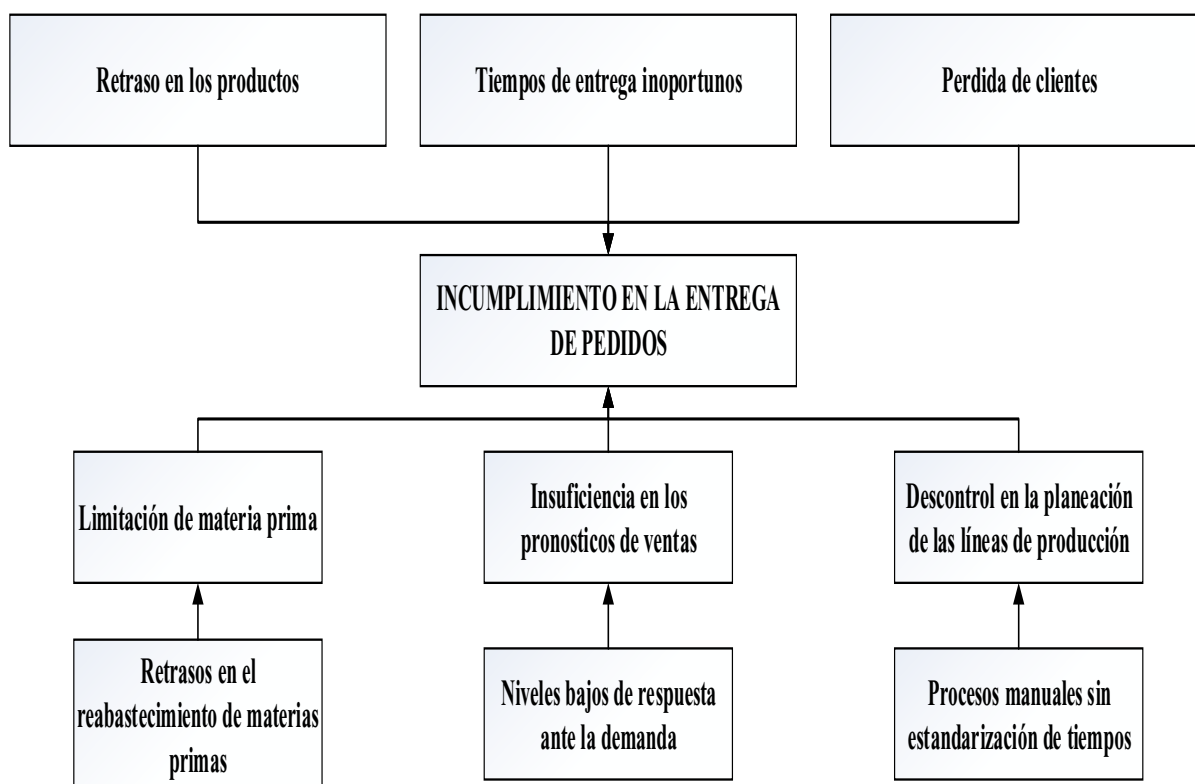 Retraso en los productos
Tiempos de entrega inoportunos
Perdida de clientes
INCUMPLIMIENTO EN LA ENTREGA
DE PEDIDOS
Limitación de materia prima
Insuficiencia en los
pronosticos de ventas
Descontrol en la planeación
de las líneas de producción
Retrasos en el
reabastecimiento de materias
primas
Niveles bajos de respuesta
ante la demanda
Procesos manuales sin
estandarización de tiempos